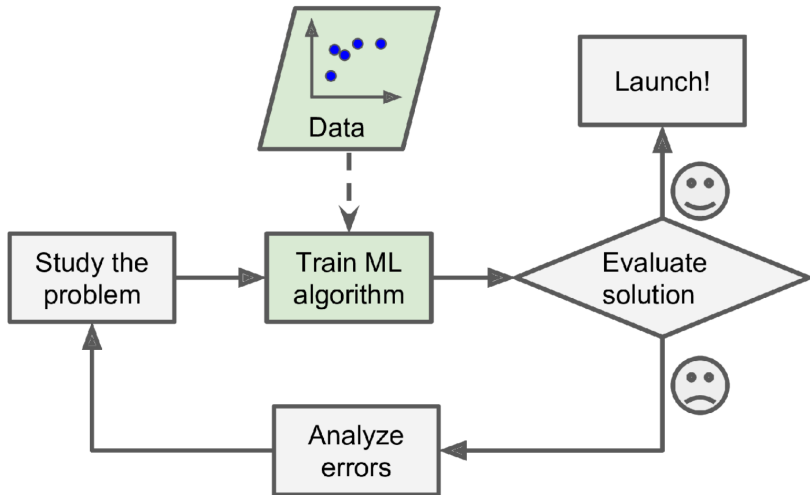 Data
Launch!
Study the
problem
Train ML
algorithm
Evaluate
solution
Analyze
errors